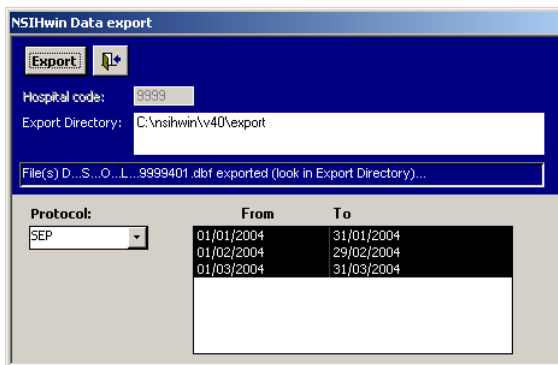 NSIHwin Data export
Export
Hospital code: 9999
Export Directory: C:\nsihwin\v40\export
File(s) D...S...O...L...9999401.dbf exported (look in Export Directory)...
Protocol: From To
SEP
01/01/2004 31/01/2004
01/02/2004 29/02/2004
01/03/2004 31/03/2004